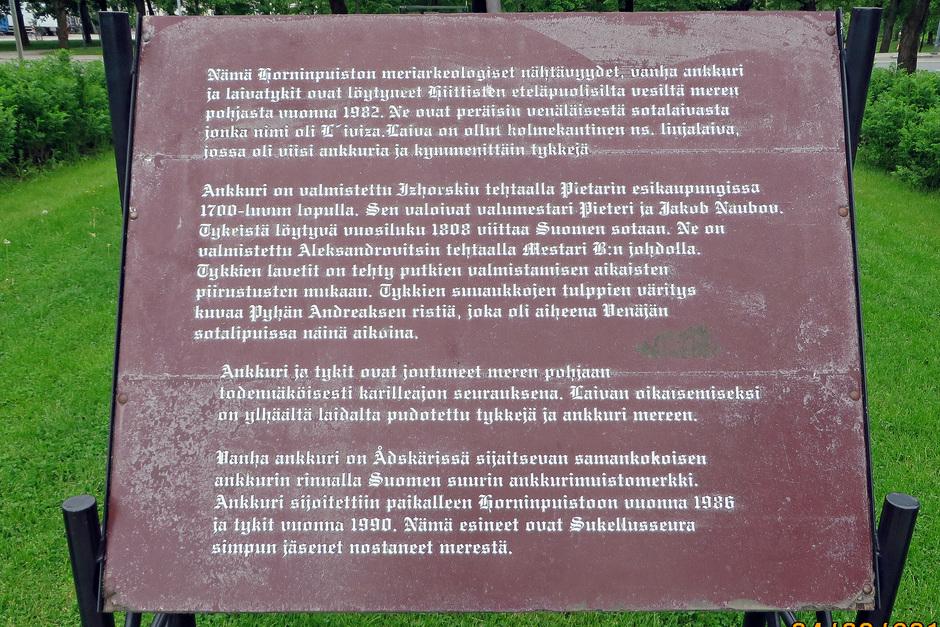 Nämä Horninpuiston meriarkeologiset nähtävyydet, vanha ankkuri
ja laivatykit ovat löytyneet Hiittisten eteläpuolisilta vesiltä meren
pohjasta vuonna 1982. Ne ovat peräisin venäläisestä sotalaivasta
jonka nimi oli L´iviza.Laiva on ollut kolmekantinen ns. linjalaiva,
jossa oli viisi ankkuria ja kymmenittäin tykkejä
Ankkuri on valmistettu Izhorskin tehtaalla Pietarin esikaupungissa
1700-luvun lopulla. Sen valoivat valumestari Pieteri ja Jakob Naubov.
Tykeistä löytyvä vuosiluku 1808 viittaa Suomen sotaan. Ne on
valmistettu Aleksandrovitsin tehtaalla Mestari B:n johdolla.
Tykkien lavetit on tehty putkien valmistamisen aikaisten
piirustusten mukaan. Tykkien suuaukkojen tulppien väritys
kuvaa Pyhän Andreaksen ristiä, joka oli aiheena Venäjän
sotalipuissa näinä aikoina.
Ankkuri ja tykit ovat joutuneet meren pohjaan
todennäköisesti karilleajon seurauksena. Laivan oikaisemiseksi
on ylhäältä laidalta pudotettu tykkejä ja ankkuri mereen.
Vanha ankkuri on Ådskärissä sijaitsevan samankokoisen
ankkurin rinnalla Suomen suurin ankkurimuistomerkki.
Ankkuri sijoitettiin paikalleen Horninpuistoon vuonna 1986
ja tykit vuonna 1990. Nämä esineet ovat Sukellusseura
simpun jäsenet nostaneet merestä.